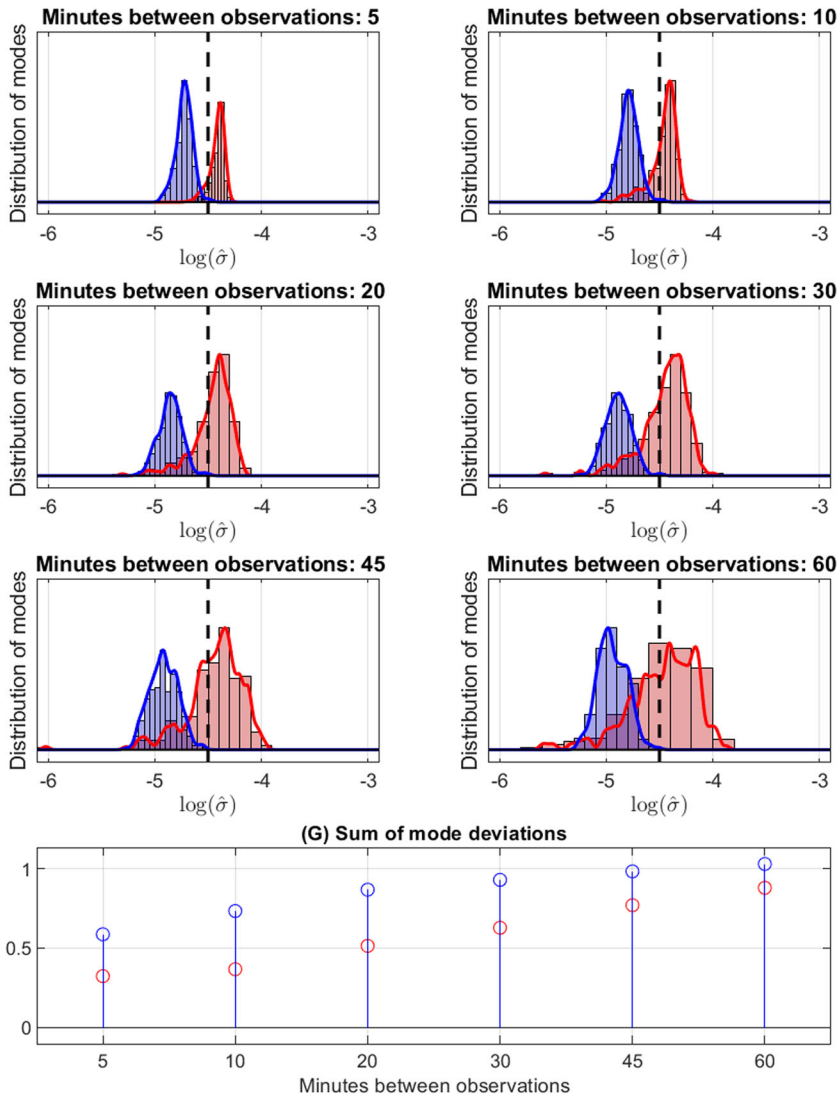 Minutes between observations: 5
Minutes between observations: 10
Distribution of modes
Distribution of modes
-6 -5 -4 -3
-6 -5 -4 -3
log(σ̂)
log(σ̂)
Minutes between observations: 20
Minutes between observations: 30
Distribution of modes
Distribution of modes
-6 -5 -4 -3
-6 -5 -4 -3
log(σ̂)
log(σ̂)
Minutes between observations: 45
Minutes between observations: 60
Distribution of modes
Distribution of modes
-6 -5 -4 -3
-6 -5 -4 -3
log(σ̂)
log(σ̂)
(G) Sum of mode deviations
1
0.5
0
5 10 20 30 45 60
Minutes between observations